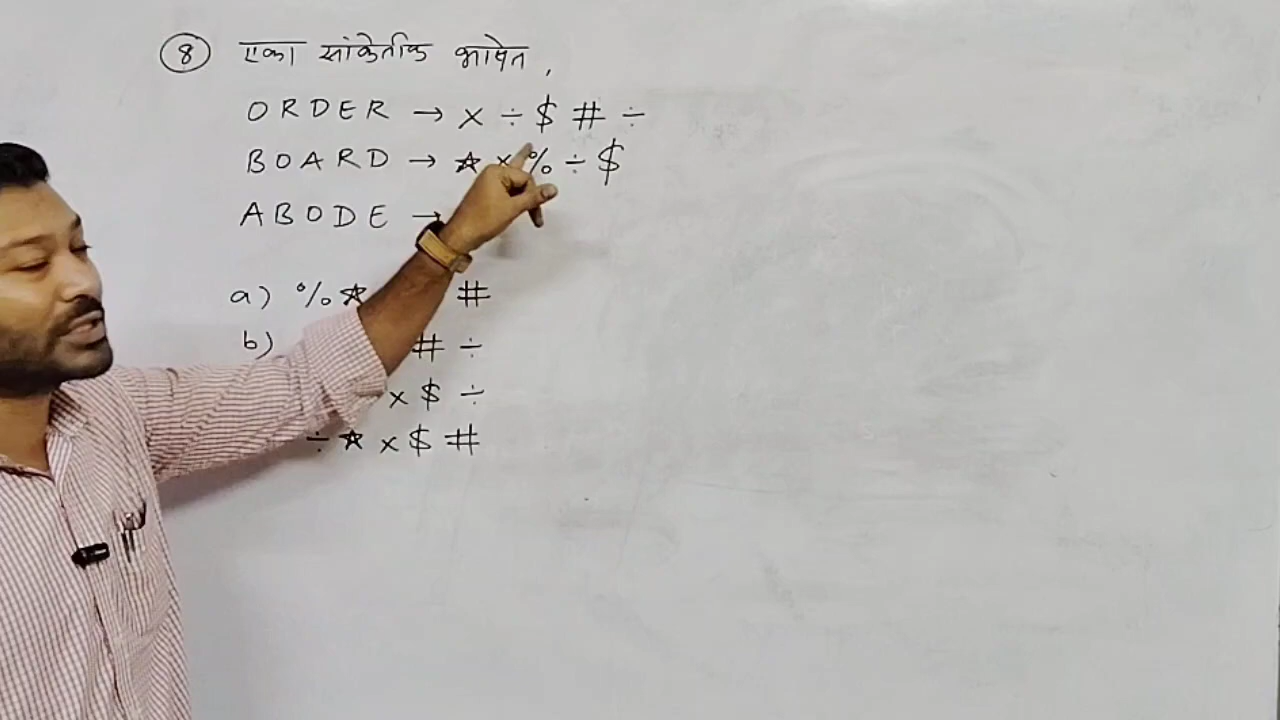 8 एका सांकेतीक भाषेत,
ORDER → × ÷ $ # ÷
BOARD → ★ × % ÷ $
ABODE →
a) % ★ #
b) # ÷
× $ ÷
÷ ★ × $ #